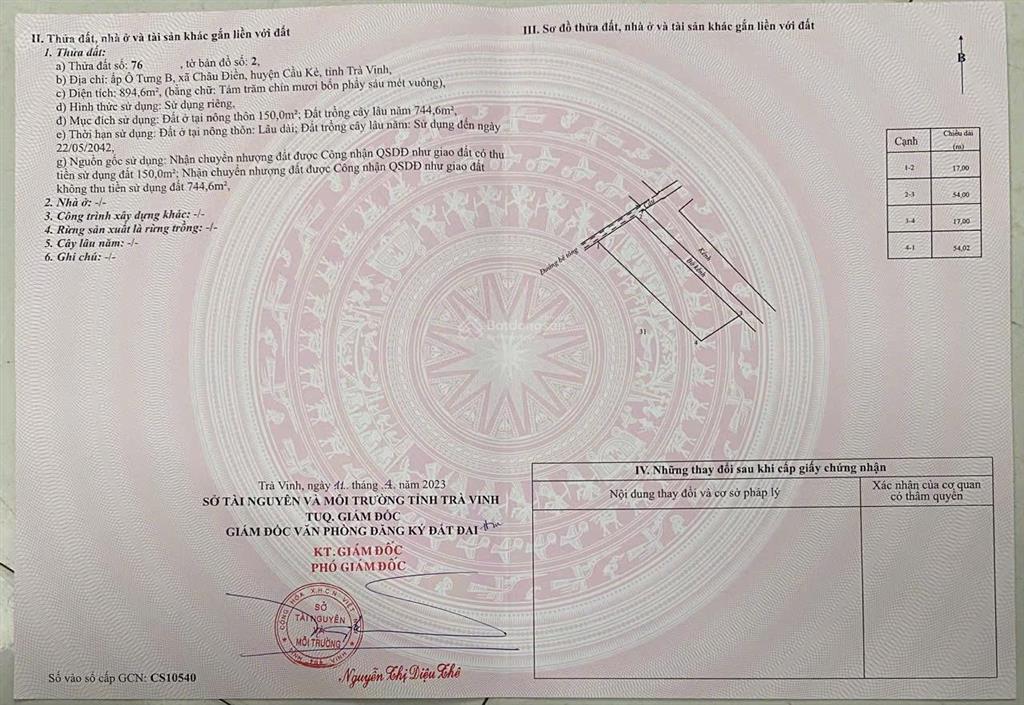 II. Thửa đất, nhà ở và tài sản khác gắn liền với đất
1. Thửa đất:
a) Thửa đất số: 76 , tờ bản đồ số: 2,
b) Địa chỉ: ấp Ô Tưng B, xã Châu Điền, huyện Cầu Kè, tỉnh Trà Vinh,
c) Diện tích: 894,6m², (bằng chữ: Tám trăm chín mươi bốn phẩy sáu mét vuông),
d) Hình thức sử dụng: Sử dụng riêng,
đ) Mục đích sử dụng: Đất ở tại nông thôn 150,0m²; Đất trồng cây lâu năm 744,6m²,
e) Thời hạn sử dụng: Đất ở tại nông thôn: Lâu dài; Đất trồng cây lâu năm: Sử dụng đến ngày
22/05/2042,
g) Nguồn gốc sử dụng: Nhận chuyển nhượng đất được Công nhận QSDĐ như giao đất có thu
tiền sử dụng đất 150,0m²; Nhận chuyển nhượng đất được Công nhận QSDĐ như giao đất
không thu tiền sử dụng đất 744,6m²,
2. Nhà ở: -/-
3. Công trình xây dựng khác: -/-
4. Rừng sản xuất là rừng trồng: -/-
5. Cây lâu năm: -/-
6. Ghi chú: -/-
III. Sơ đồ thửa đất, nhà ở và tài sản khác gắn liền với đất
B
Cạnh Chiều dài
(m)
1-2 17,00
2-3 54,00
3-4 17,00
4-1 54,02
Cầu
Kênh
Bờ kênh
Đường bê tông
1
2
3
31
4
Batdongsan
Trà Vinh, ngày 11 tháng 4 năm 2023
SỞ TÀI NGUYÊN VÀ MÔI TRƯỜNG TỈNH TRÀ VINH
TUQ. GIÁM ĐỐC
GIÁM ĐỐC VĂN PHÒNG ĐĂNG KÝ ĐẤT ĐAI
KT. GIÁM ĐỐC
PHÓ GIÁM ĐỐC
CỘNG HÒA X.H.C.N VIỆT NAM
SỞ
TÀI NGUYÊN
VÀ
MÔI TRƯỜNG
Nguyễn Thị Diệu Thê
Số vào sổ cấp GCN: CS10540
IV. Những thay đổi sau khi cấp giấy chứng nhận
Nội dung thay đổi và cơ sở pháp lý
Xác nhận của cơ quan
có thẩm quyền